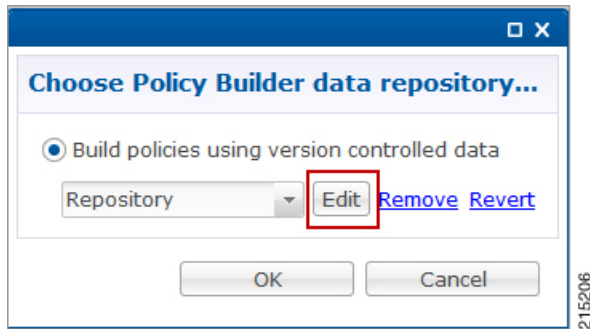 Choose Policy Builder data repository...
Build policies using version controlled data
Repository Edit Remove Revert
OK Cancel
215206